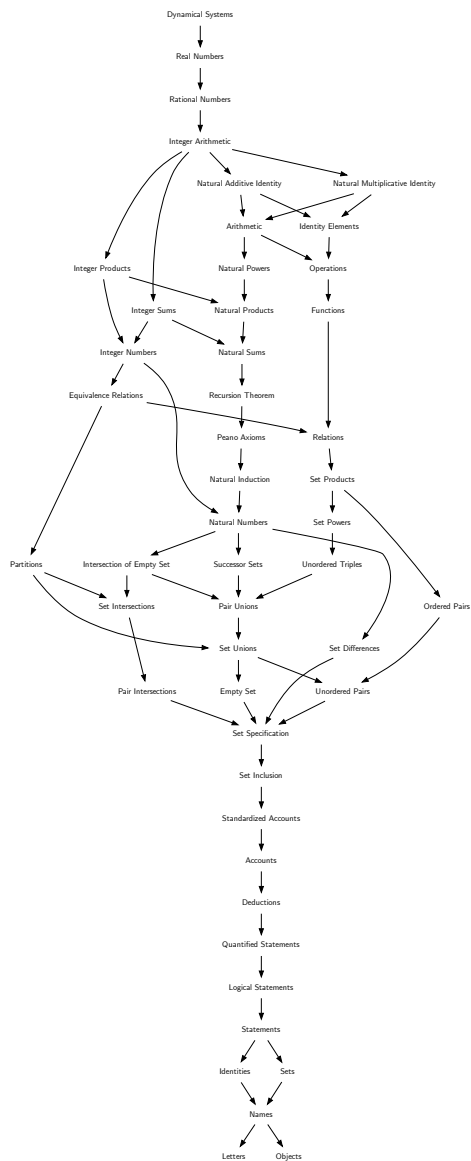 Dynamical Systems
Real Numbers
Rational Numbers
Integer Arithmetic
Natural Additive Identity
Natural Multiplicative Identity
Arithmetic
Identity Elements
Integer Products
Natural Powers
Operations
Integer Sums
Natural Products
Functions
Integer Numbers
Natural Sums
Equivalence Relations
Recursion Theorem
Peano Axioms
Relations
Natural Induction
Set Products
Natural Numbers
Set Powers
Partitions
Intersection of Empty Set
Successor Sets
Unordered Triples
Set Intersections
Pair Unions
Ordered Pairs
Set Unions
Set Differences
Pair Intersections
Empty Set
Unordered Pairs
Set Specification
Set Inclusion
Standardized Accounts
Accounts
Deductions
Quantified Statements
Logical Statements
Statements
Identities
Sets
Names
Letters
Objects